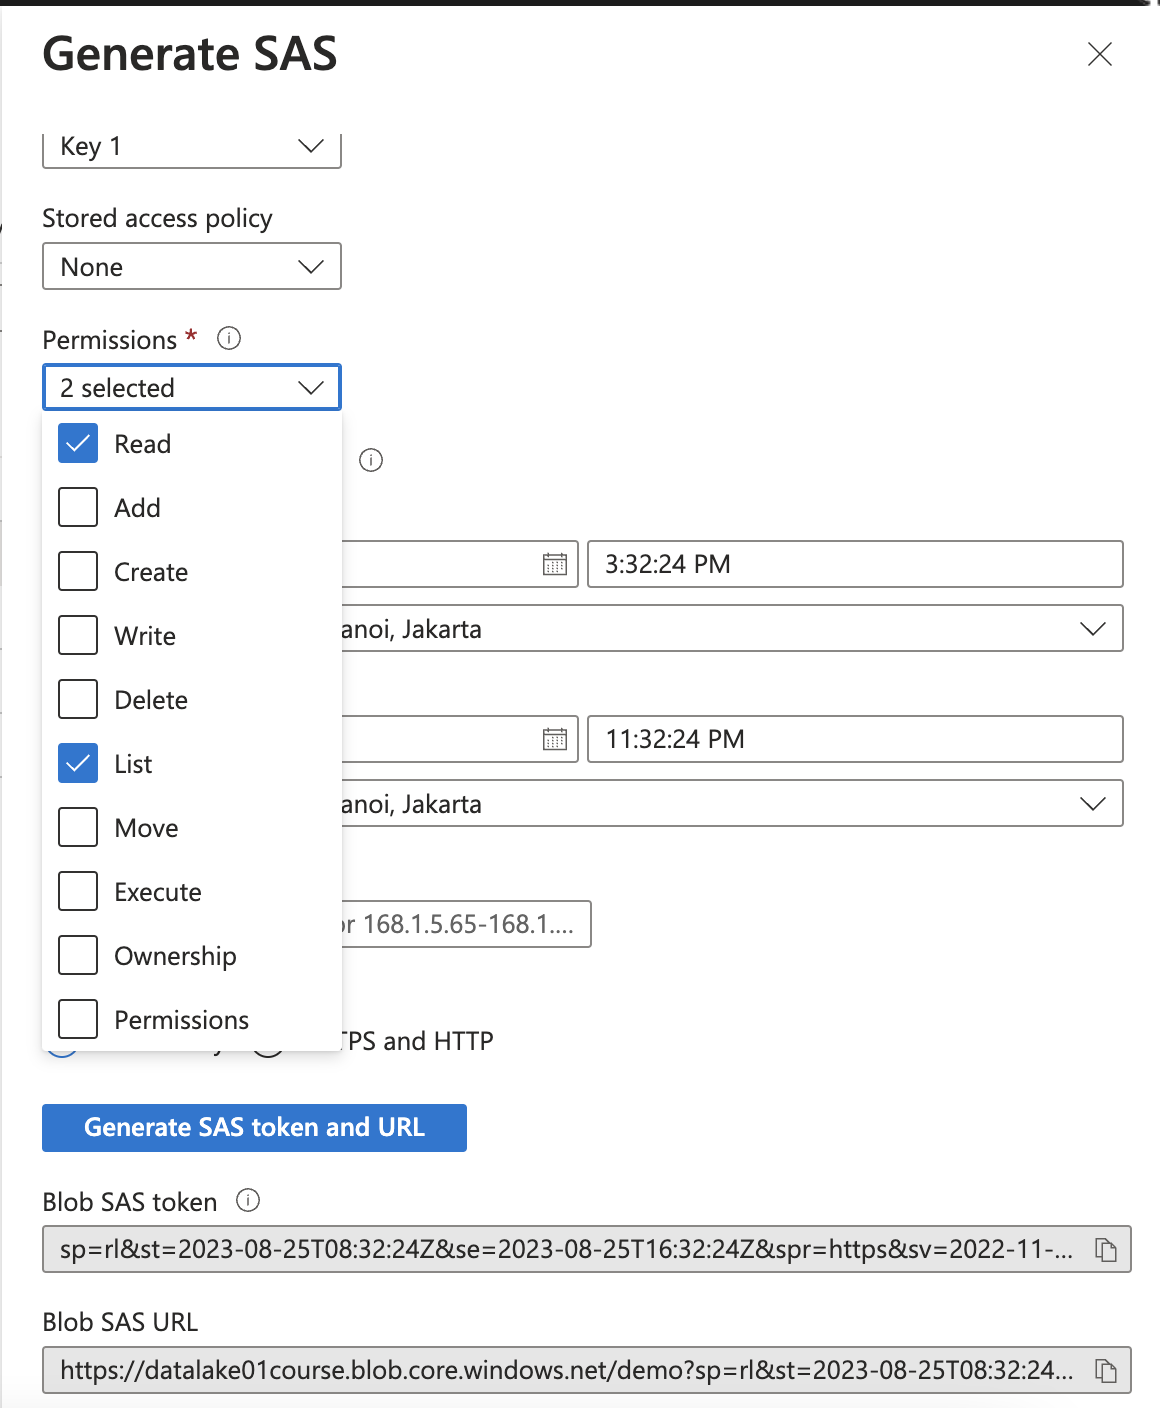 Generate SAS
Key 1
Stored access policy
None
Permissions *
2 selected
Read
Add
Create
3:32:24 PM
Write
anoi, Jakarta
Delete
11:32:24 PM
List
anoi, Jakarta
Move
Execute
or 168.1.5.65-168.1....
Ownership
Permissions
TPS and HTTP
Generate SAS token and URL
Blob SAS token
sp=rl&st=2023-08-25T08:32:24Z&se=2023-08-25T16:32:24Z&spr=https&sv=2022-11-...
Blob SAS URL
https://datalake01course.blob.core.windows.net/demo?sp=rl&st=2023-08-25T08:32:24...